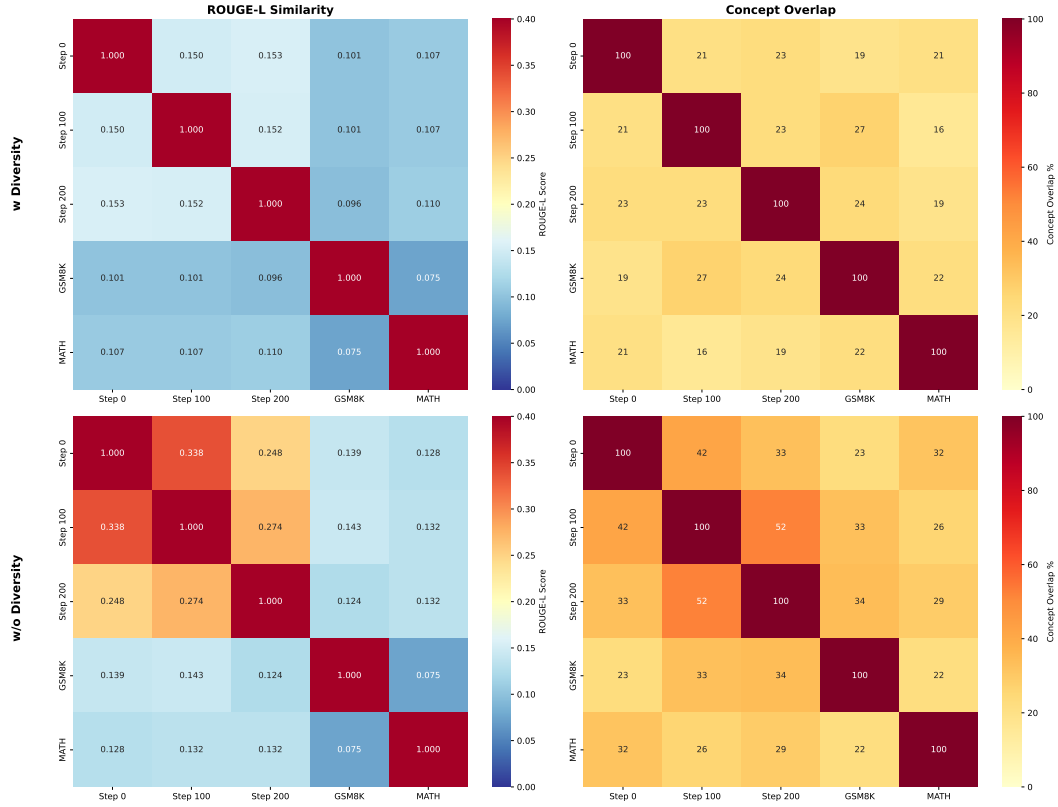 ROUGE-L Similarity
w Diversity
Step 0 1.000 0.150 0.153 0.101 0.107
Step 100 0.150 1.000 0.152 0.101 0.107
Step 200 0.153 0.152 1.000 0.096 0.110
GSM8K 0.101 0.101 0.096 1.000 0.075
MATH 0.107 0.107 0.110 0.075 1.000
Step 0 Step 100 Step 200 GSM8K MATH
0.40
0.35
0.30
0.25
0.20
0.15
0.10
0.05
0.00
ROUGE-L Score
Concept Overlap
Step 0 100 21 23 19 21
Step 100 21 100 23 27 16
Step 200 23 23 100 24 19
GSM8K 19 27 24 100 22
MATH 21 16 19 22 100
Step 0 Step 100 Step 200 GSM8K MATH
100
80
60
40
20
0
Concept Overlap %
w/o Diversity
Step 0 1.000 0.338 0.248 0.139 0.128
Step 100 0.338 1.000 0.274 0.143 0.132
Step 200 0.248 0.274 1.000 0.124 0.132
GSM8K 0.139 0.143 0.124 1.000 0.075
MATH 0.128 0.132 0.132 0.075 1.000
Step 0 Step 100 Step 200 GSM8K MATH
0.40
0.35
0.30
0.25
0.20
0.15
0.10
0.05
0.00
ROUGE-L Score
Step 0 100 42 33 23 32
Step 100 42 100 52 33 26
Step 200 33 52 100 34 29
GSM8K 23 33 34 100 22
MATH 32 26 29 22 100
Step 0 Step 100 Step 200 GSM8K MATH
100
80
60
40
20
0
Concept Overlap %